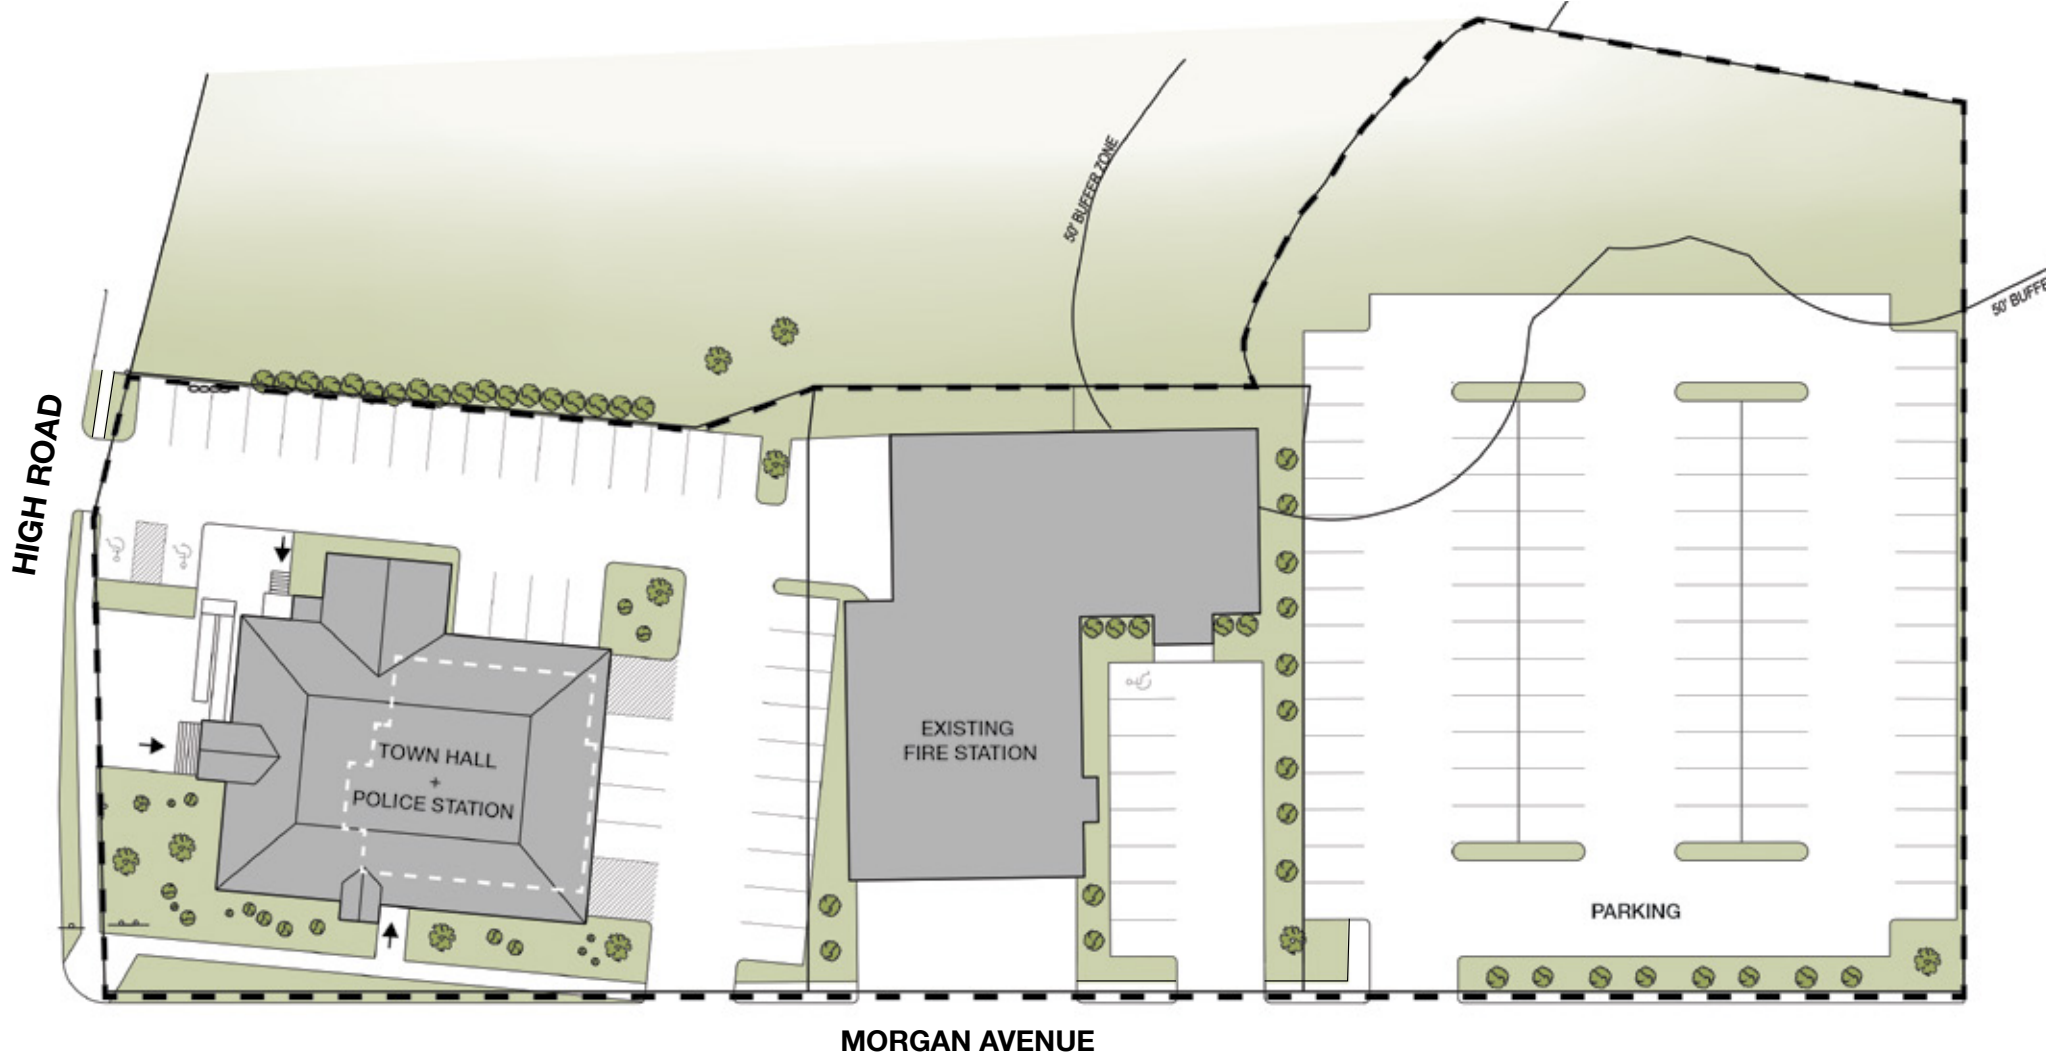 50' BUFFER ZONE
50' BUFFE
HIGH ROAD
TOWN HALL
+
POLICE STATION
EXISTING
FIRE STATION
PARKING
MORGAN AVENUE